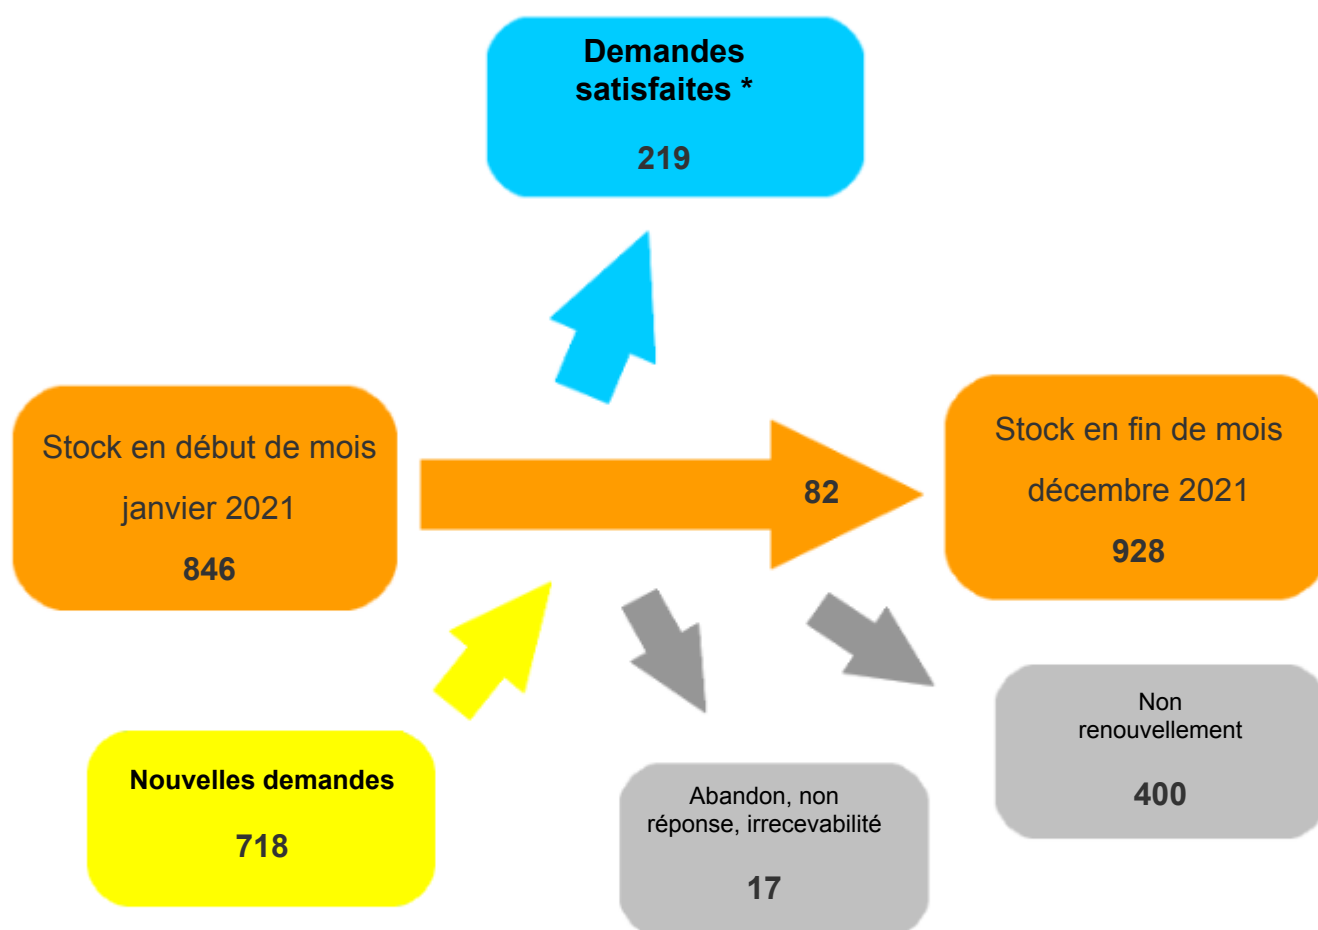 Demandes
satisfaites *
219
Stock en début de mois
janvier 2021
846
82
Stock en fin de mois
décembre 2021
928
Nouvelles demandes
718
Abandon, non
réponse, irrecevabilité
17
Non
renouvellement
400